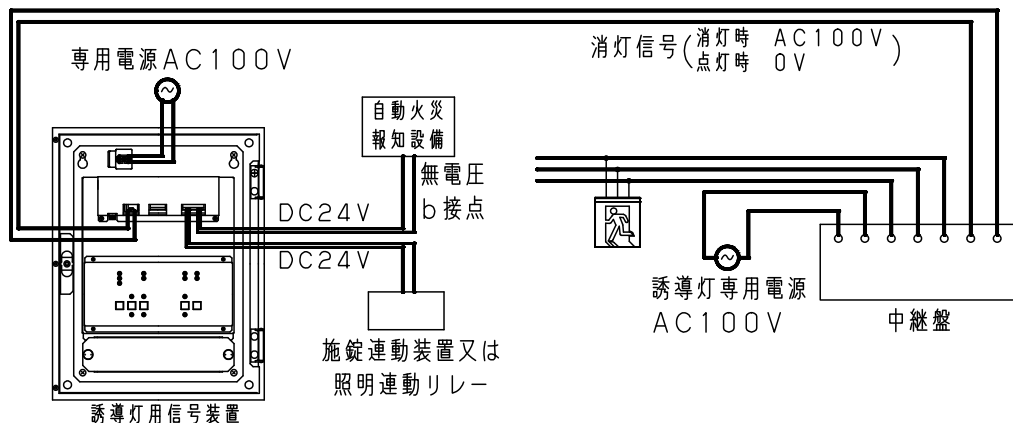 消灯信号(消灯時 AC100V
点灯時 0V)
専用電源AC100V
自動火災
報知設備
無電圧
b接点
DC24V
DC24V
誘導灯専用電源
AC100V
中継盤
施錠連動装置又は
照明連動リレー
誘導灯用信号装置